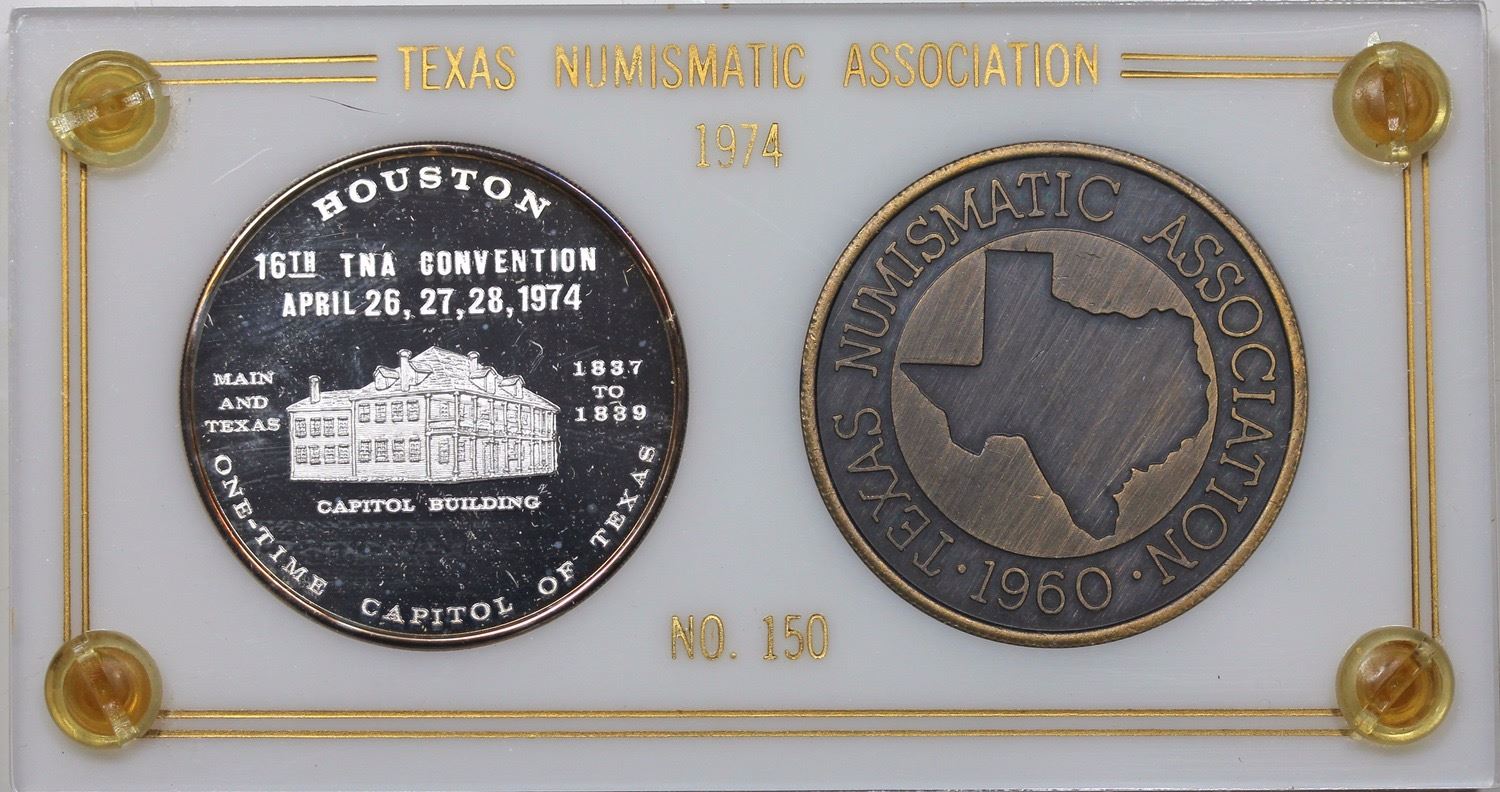 TEXAS NUMISMATIC ASSOCIATION
1974
HOUSTON
16TH TNA CONVENTION
APRIL 26, 27, 28, 1974
MAIN
AND
TEXAS
1837
TO
1839
CAPITOL BUILDING
ONE-TIME CAPITOL OF TEXAS
TEXAS NUMISMATIC ASSOCIATION
· 1960 ·
NO. 150